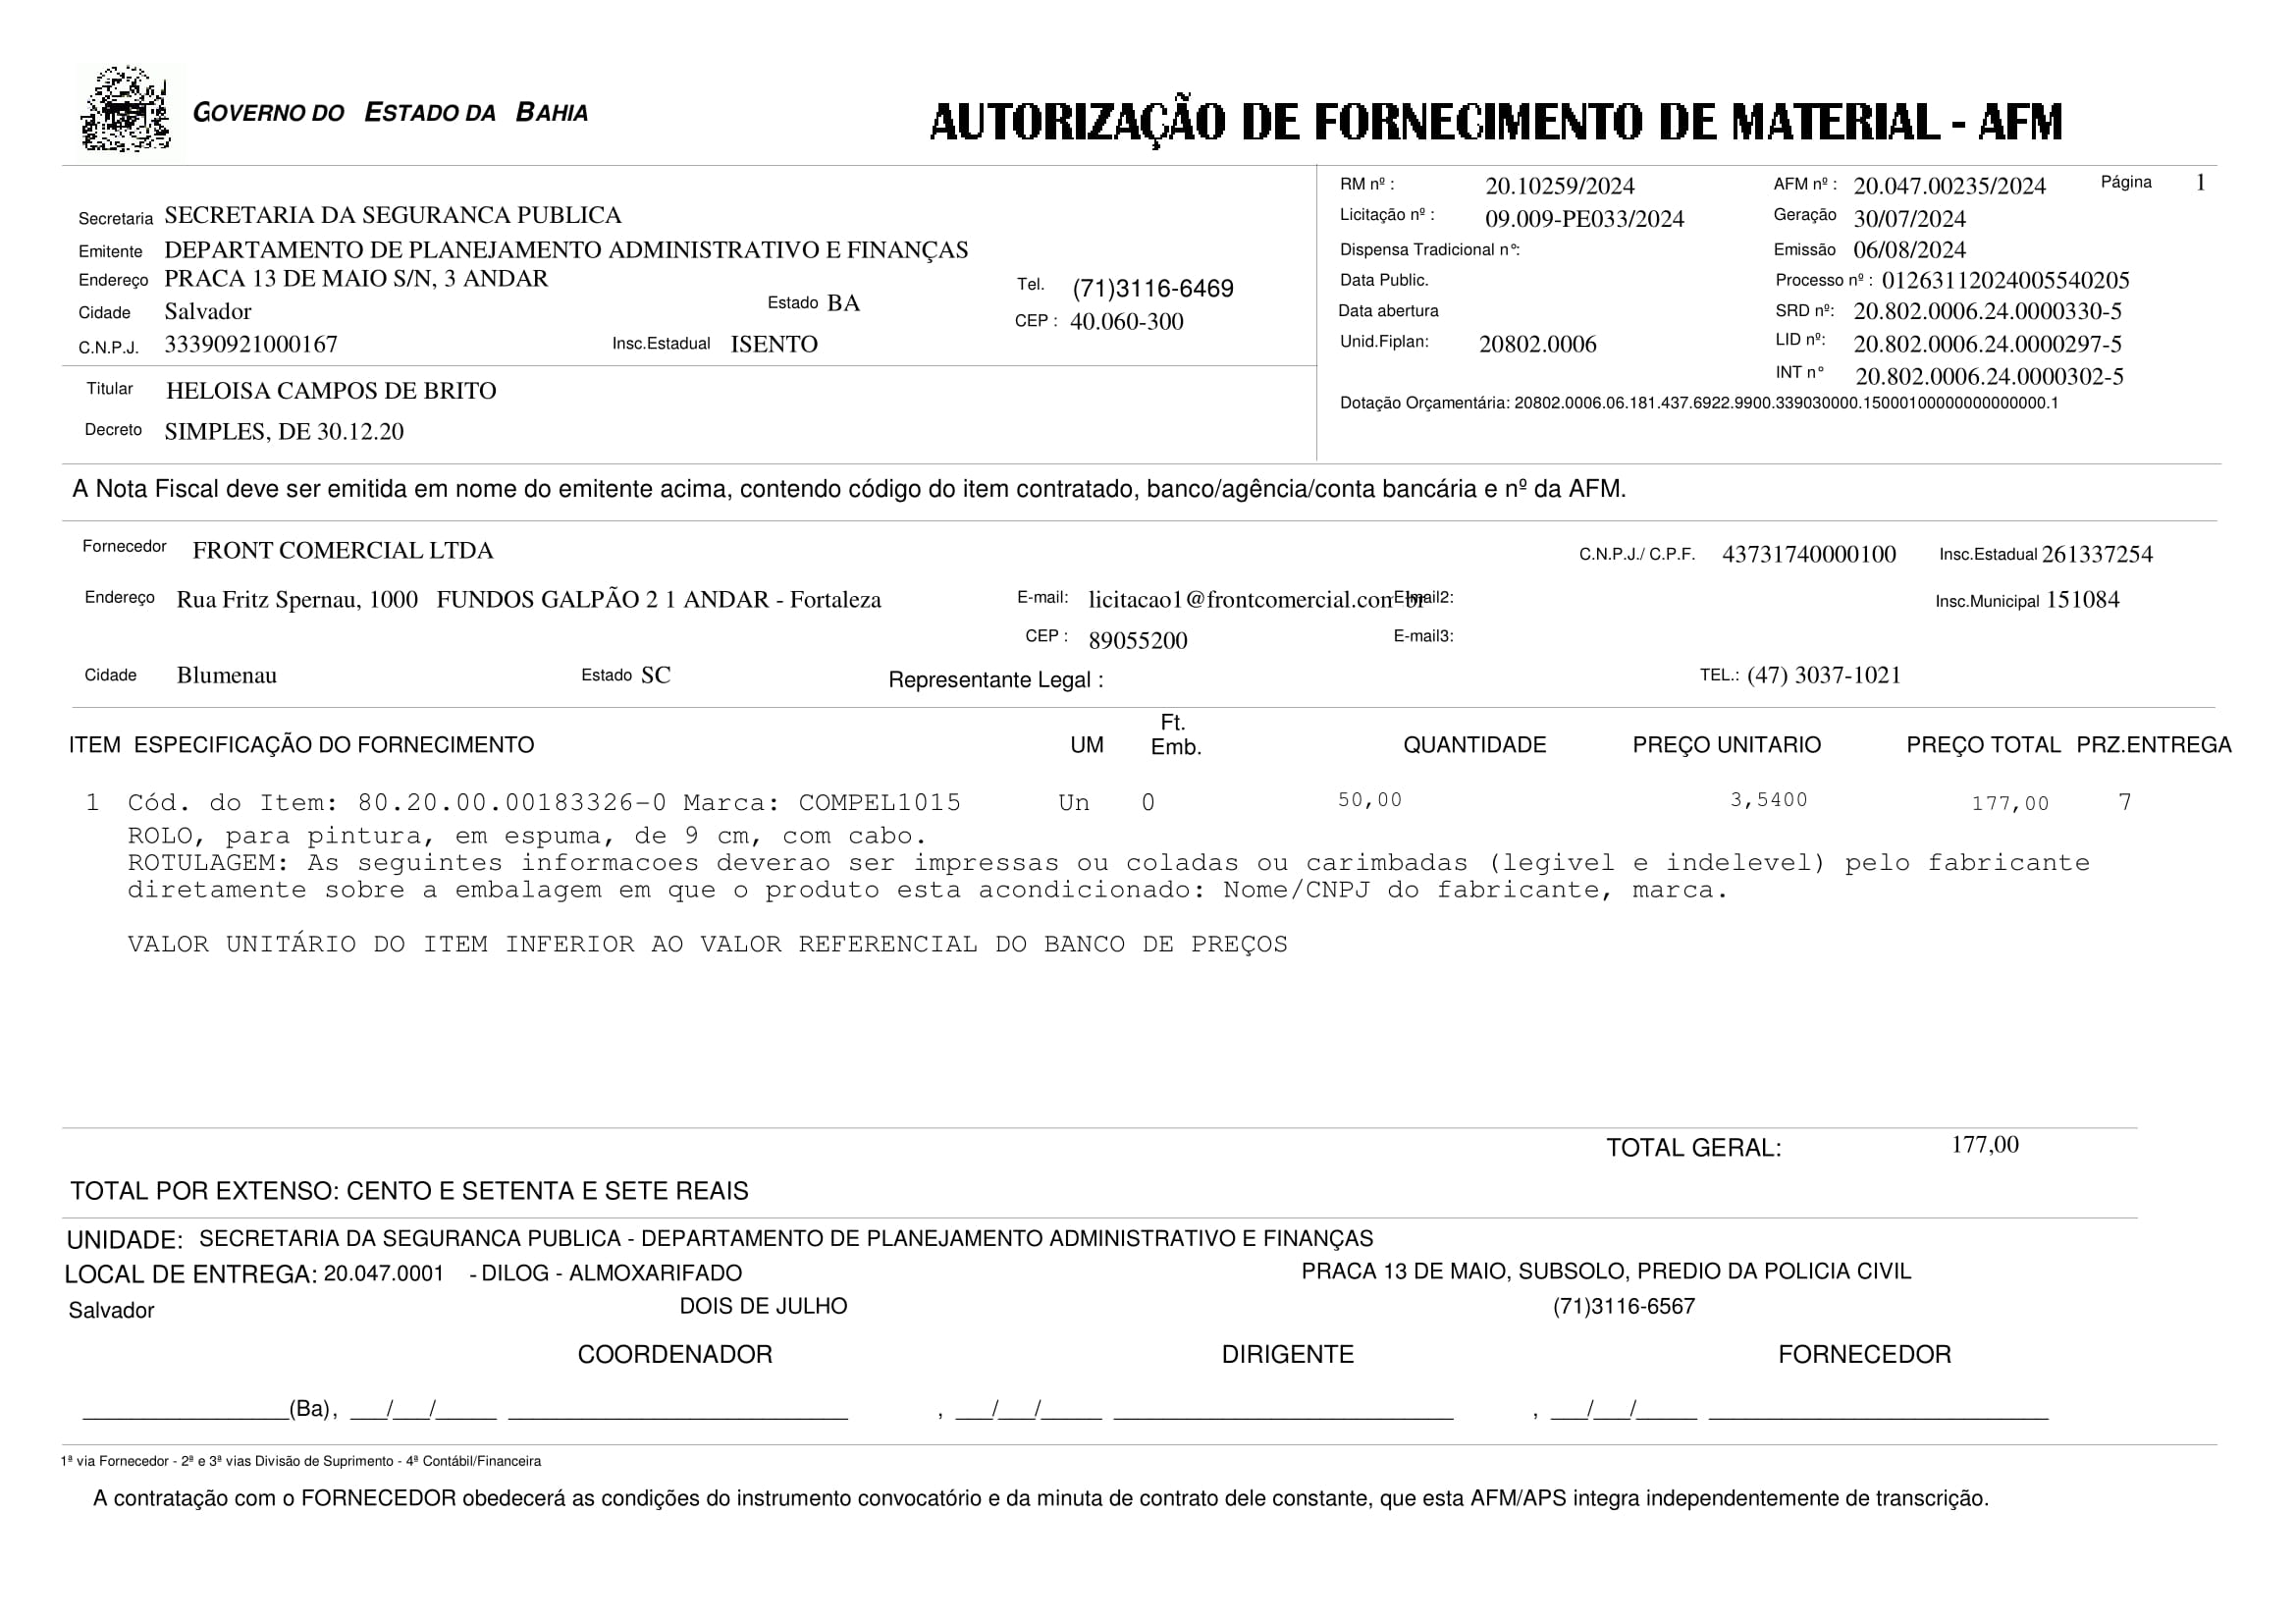 GOVERNO DO ESTADO DA BAHIA
AUTORIZAÇÃO DE FORNECIMENTO DE MATERIAL - AFM
Secretaria SECRETARIA DA SEGURANCA PUBLICA
Emitente DEPARTAMENTO DE PLANEJAMENTO ADMINISTRATIVO E FINANÇAS
Endereço PRACA 13 DE MAIO S/N, 3 ANDAR
Tel. (71)3116-6469
Cidade Salvador Estado BA
CEP : 40.060-300
C.N.P.J. 33390921000167 Insc.Estadual ISENTO
Titular HELOISA CAMPOS DE BRITO
Decreto SIMPLES, DE 30.12.20
RM nº : 20.10259/2024 AFM nº : 20.047.00235/2024 Página 1
Licitação nº : 09.009-PE033/2024 Geração 30/07/2024
Dispensa Tradicional n°: Emissão 06/08/2024
Data Public. Processo nº : 01263112024005540205
Data abertura SRD nº: 20.802.0006.24.0000330-5
Unid.Fiplan: 20802.0006 LID nº: 20.802.0006.24.0000297-5
INT n° 20.802.0006.24.0000302-5
Dotação Orçamentária: 20802.0006.06.181.437.6922.9900.339030000.15000100000000000000.1
A Nota Fiscal deve ser emitida em nome do emitente acima, contendo código do item contratado, banco/agência/conta bancária e nº da AFM.
Fornecedor FRONT COMERCIAL LTDA C.N.P.J./ C.P.F. 43731740000100 Insc.Estadual 261337254
Endereço Rua Fritz Spernau, 1000 FUNDOS GALPÃO 2 1 ANDAR - Fortaleza E-mail: licitacao1@frontcomercial.com.br E-mail2: Insc.Municipal 151084
CEP : 89055200 E-mail3:
Cidade Blumenau Estado SC Representante Legal : TEL.: (47) 3037-1021
ITEM ESPECIFICAÇÃO DO FORNECIMENTO UM Ft. Emb. QUANTIDADE PREÇO UNITARIO PREÇO TOTAL PRZ.ENTREGA
1 Cód. do Item: 80.20.00.00183326-0 Marca: COMPEL1015 Un 0 50,00 3,5400 177,00 7
ROLO, para pintura, em espuma, de 9 cm, com cabo.
ROTULAGEM: As seguintes informacoes deverao ser impressas ou coladas ou carimbadas (legivel e indelevel) pelo fabricante
diretamente sobre a embalagem em que o produto esta acondicionado: Nome/CNPJ do fabricante, marca.
VALOR UNITÁRIO DO ITEM INFERIOR AO VALOR REFERENCIAL DO BANCO DE PREÇOS
TOTAL GERAL: 177,00
TOTAL POR EXTENSO: CENTO E SETENTA E SETE REAIS
UNIDADE: SECRETARIA DA SEGURANCA PUBLICA - DEPARTAMENTO DE PLANEJAMENTO ADMINISTRATIVO E FINANÇAS
LOCAL DE ENTREGA: 20.047.0001 - DILOG - ALMOXARIFADO PRACA 13 DE MAIO, SUBSOLO, PREDIO DA POLICIA CIVIL
Salvador DOIS DE JULHO (71)3116-6567
COORDENADOR DIRIGENTE FORNECEDOR
_________________(Ba), ___/___/_____ ____________________________ , ___/___/_____ ____________________________ , ___/___/_____ ____________________________
1ª via Fornecedor - 2ª e 3ª vias Divisão de Suprimento - 4ª Contábil/Financeira
A contratação com o FORNECEDOR obedecerá as condições do instrumento convocatório e da minuta de contrato dele constante, que esta AFM/APS integra independentemente de transcrição.